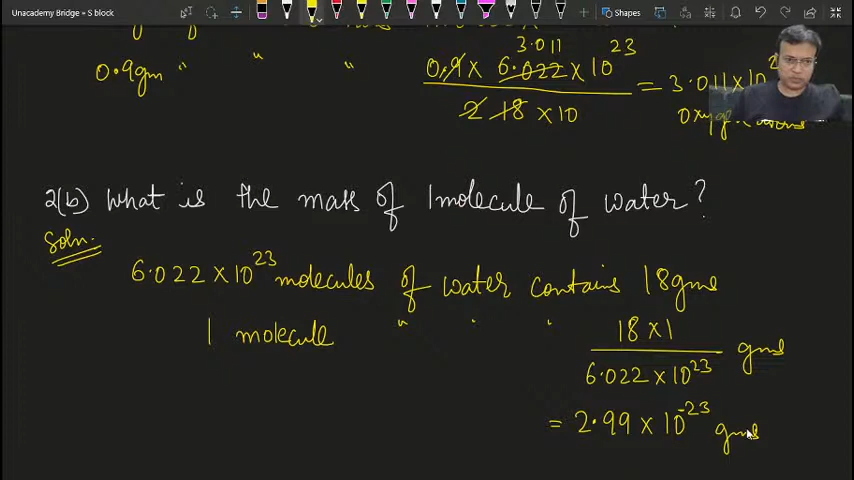 Unacademy Bridge + S block
Shapes
3.011
0.9gm " " " 0.9 x 6.022 x 10^23 / 2 18 x 10 = 3.011 x 10
2(b) What is the mass of 1molecule of water?
Soln.
6.022 x 10^23 molecules of water contains 18gms
1 molecule " " " 18 x 1 / 6.022 x 10^23 gms
= 2.99 x 10^-23 gms